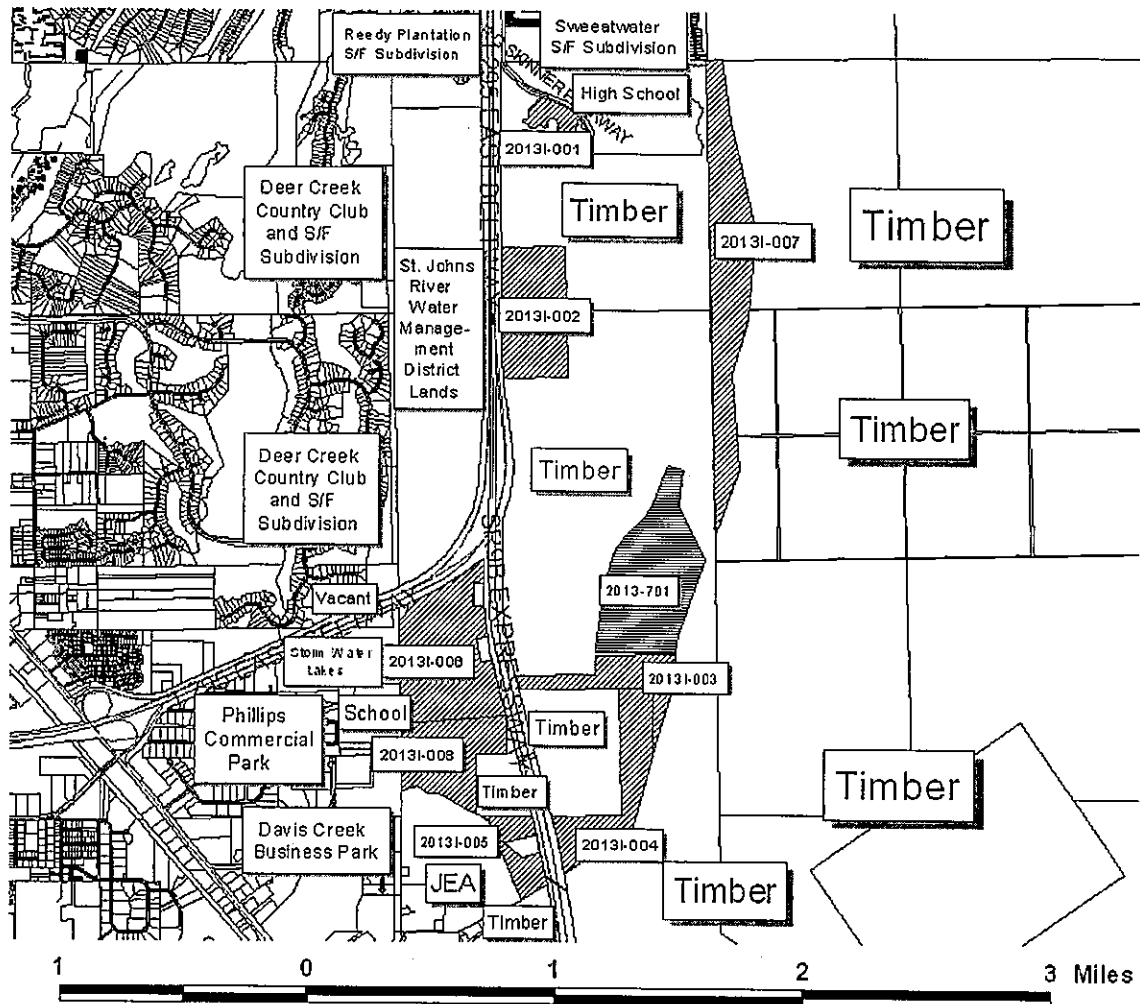 Reedy Plantation
S/F Subdivision
Sweeatwater
S/F Subdivision
High School
2013I-001
Deer Creek
Country Club
and S/F
Subdivision
Timber
Timber
2013I-007
St. Johns
River
Water
Manage-
ment
District
Lands
2013I-002
Timber
Deer Creek
Country Club
and S/F
Subdivision
Timber
2013-701
Vacant
Storm Water
Lakes
2013I-006
2013I-003
School
Phillips
Commercial
Park
Timber
2013I-008
Timber
Timber
Davis Creek
Business Park
2013I-005
2013I-004
JEA
Timber
Timber
1 0 1 2 3 Miles